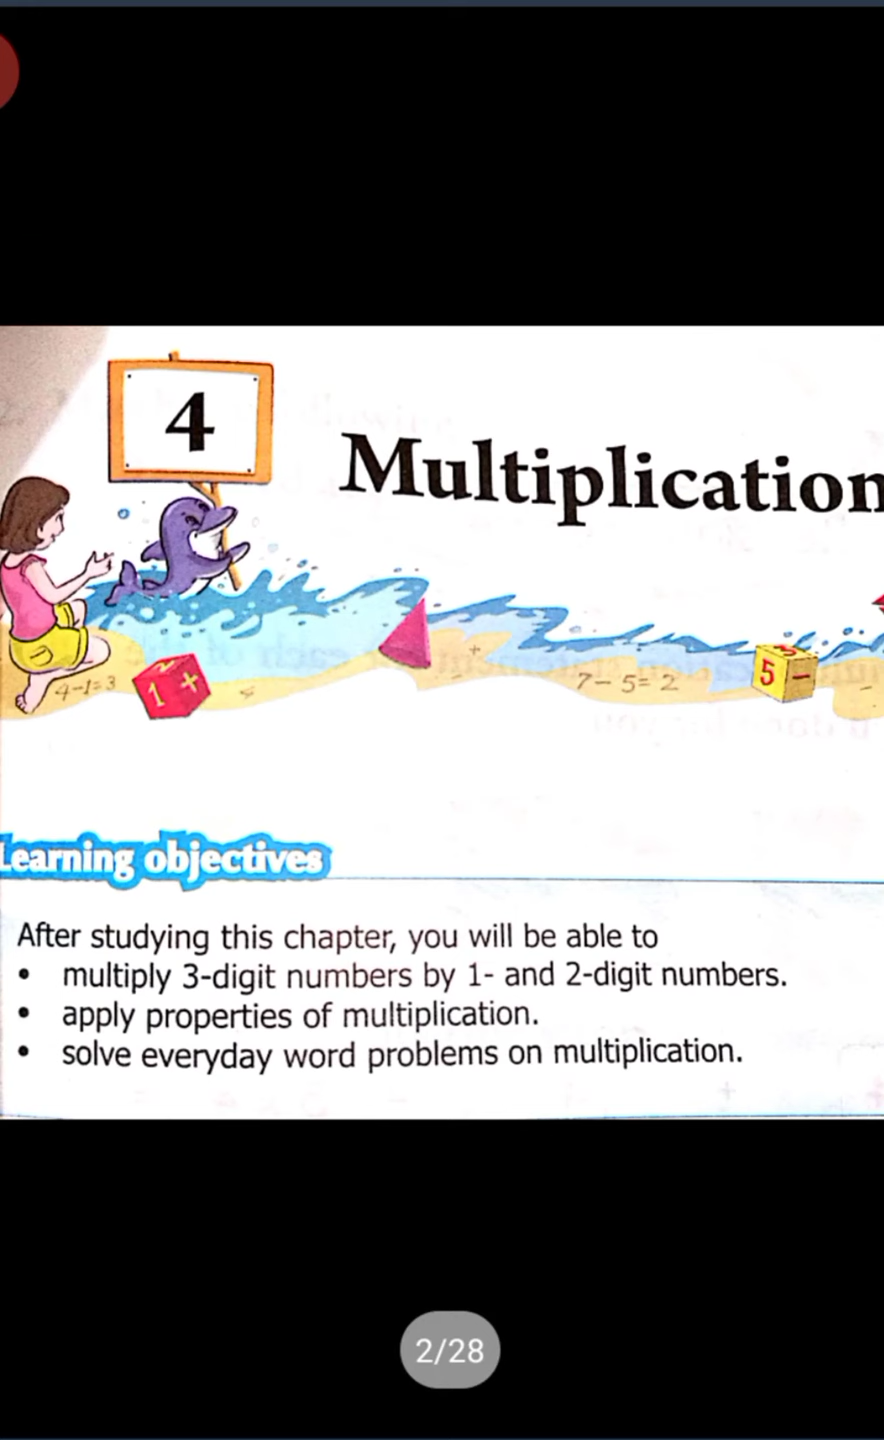 4
Multiplication
4-1=3
1 2 +
7- 5= 2
5 3 -
Learning objectives
After studying this chapter, you will be able to
• multiply 3-digit numbers by 1- and 2-digit numbers.
• apply properties of multiplication.
• solve everyday word problems on multiplication.
2/28